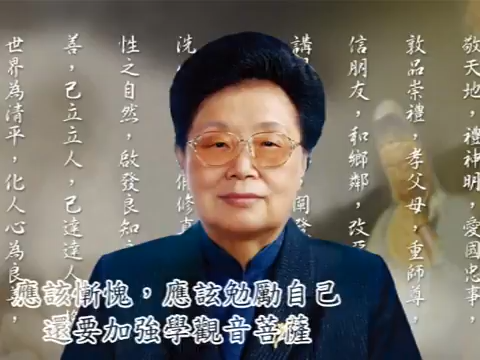 敬天地，禮神明，愛國忠事，
敦品崇禮，孝父母，重師尊，
信朋友，和鄉鄰，改
講
洗
性之自然，啟發良知
善，己立立人，己達達人
世界為清平，化人心為良善，
應該慚愧，應該勉勵自己
還要加強學觀音菩薩